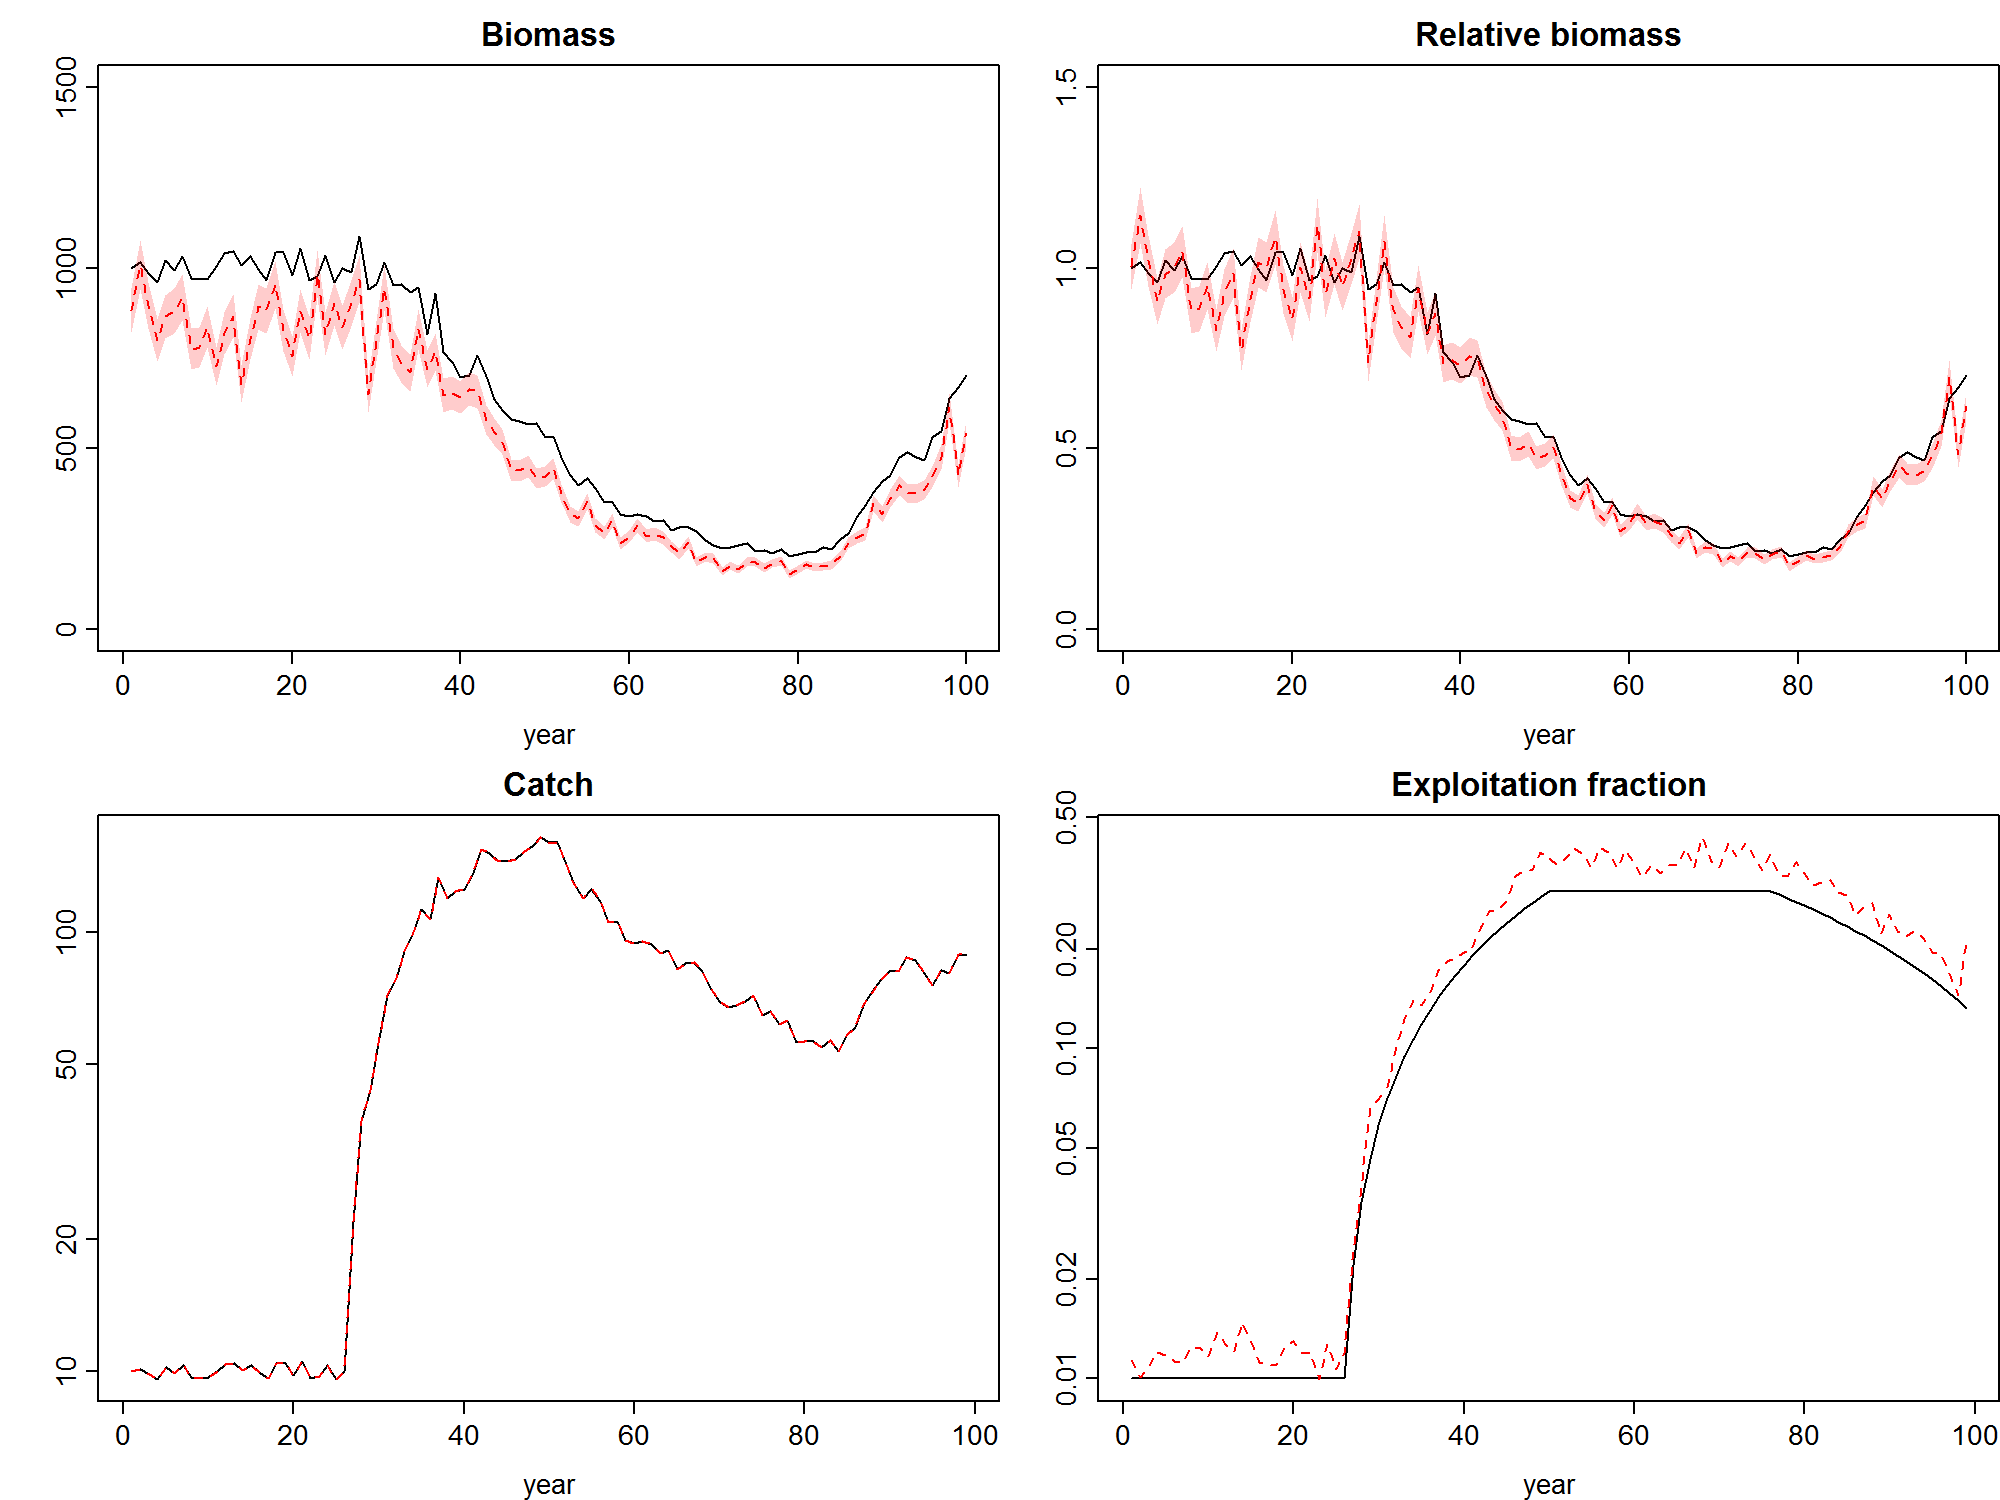 Biomass
1500
1000
500
0
0 20 40 60 80 100
year
Relative biomass
1.5
1.0
0.5
0.0
0 20 40 60 80 100
year
Catch
100
50
20
10
0 20 40 60 80 100
year
Exploitation fraction
0.50
0.20
0.10
0.05
0.02
0.01
0 20 40 60 80 100
year